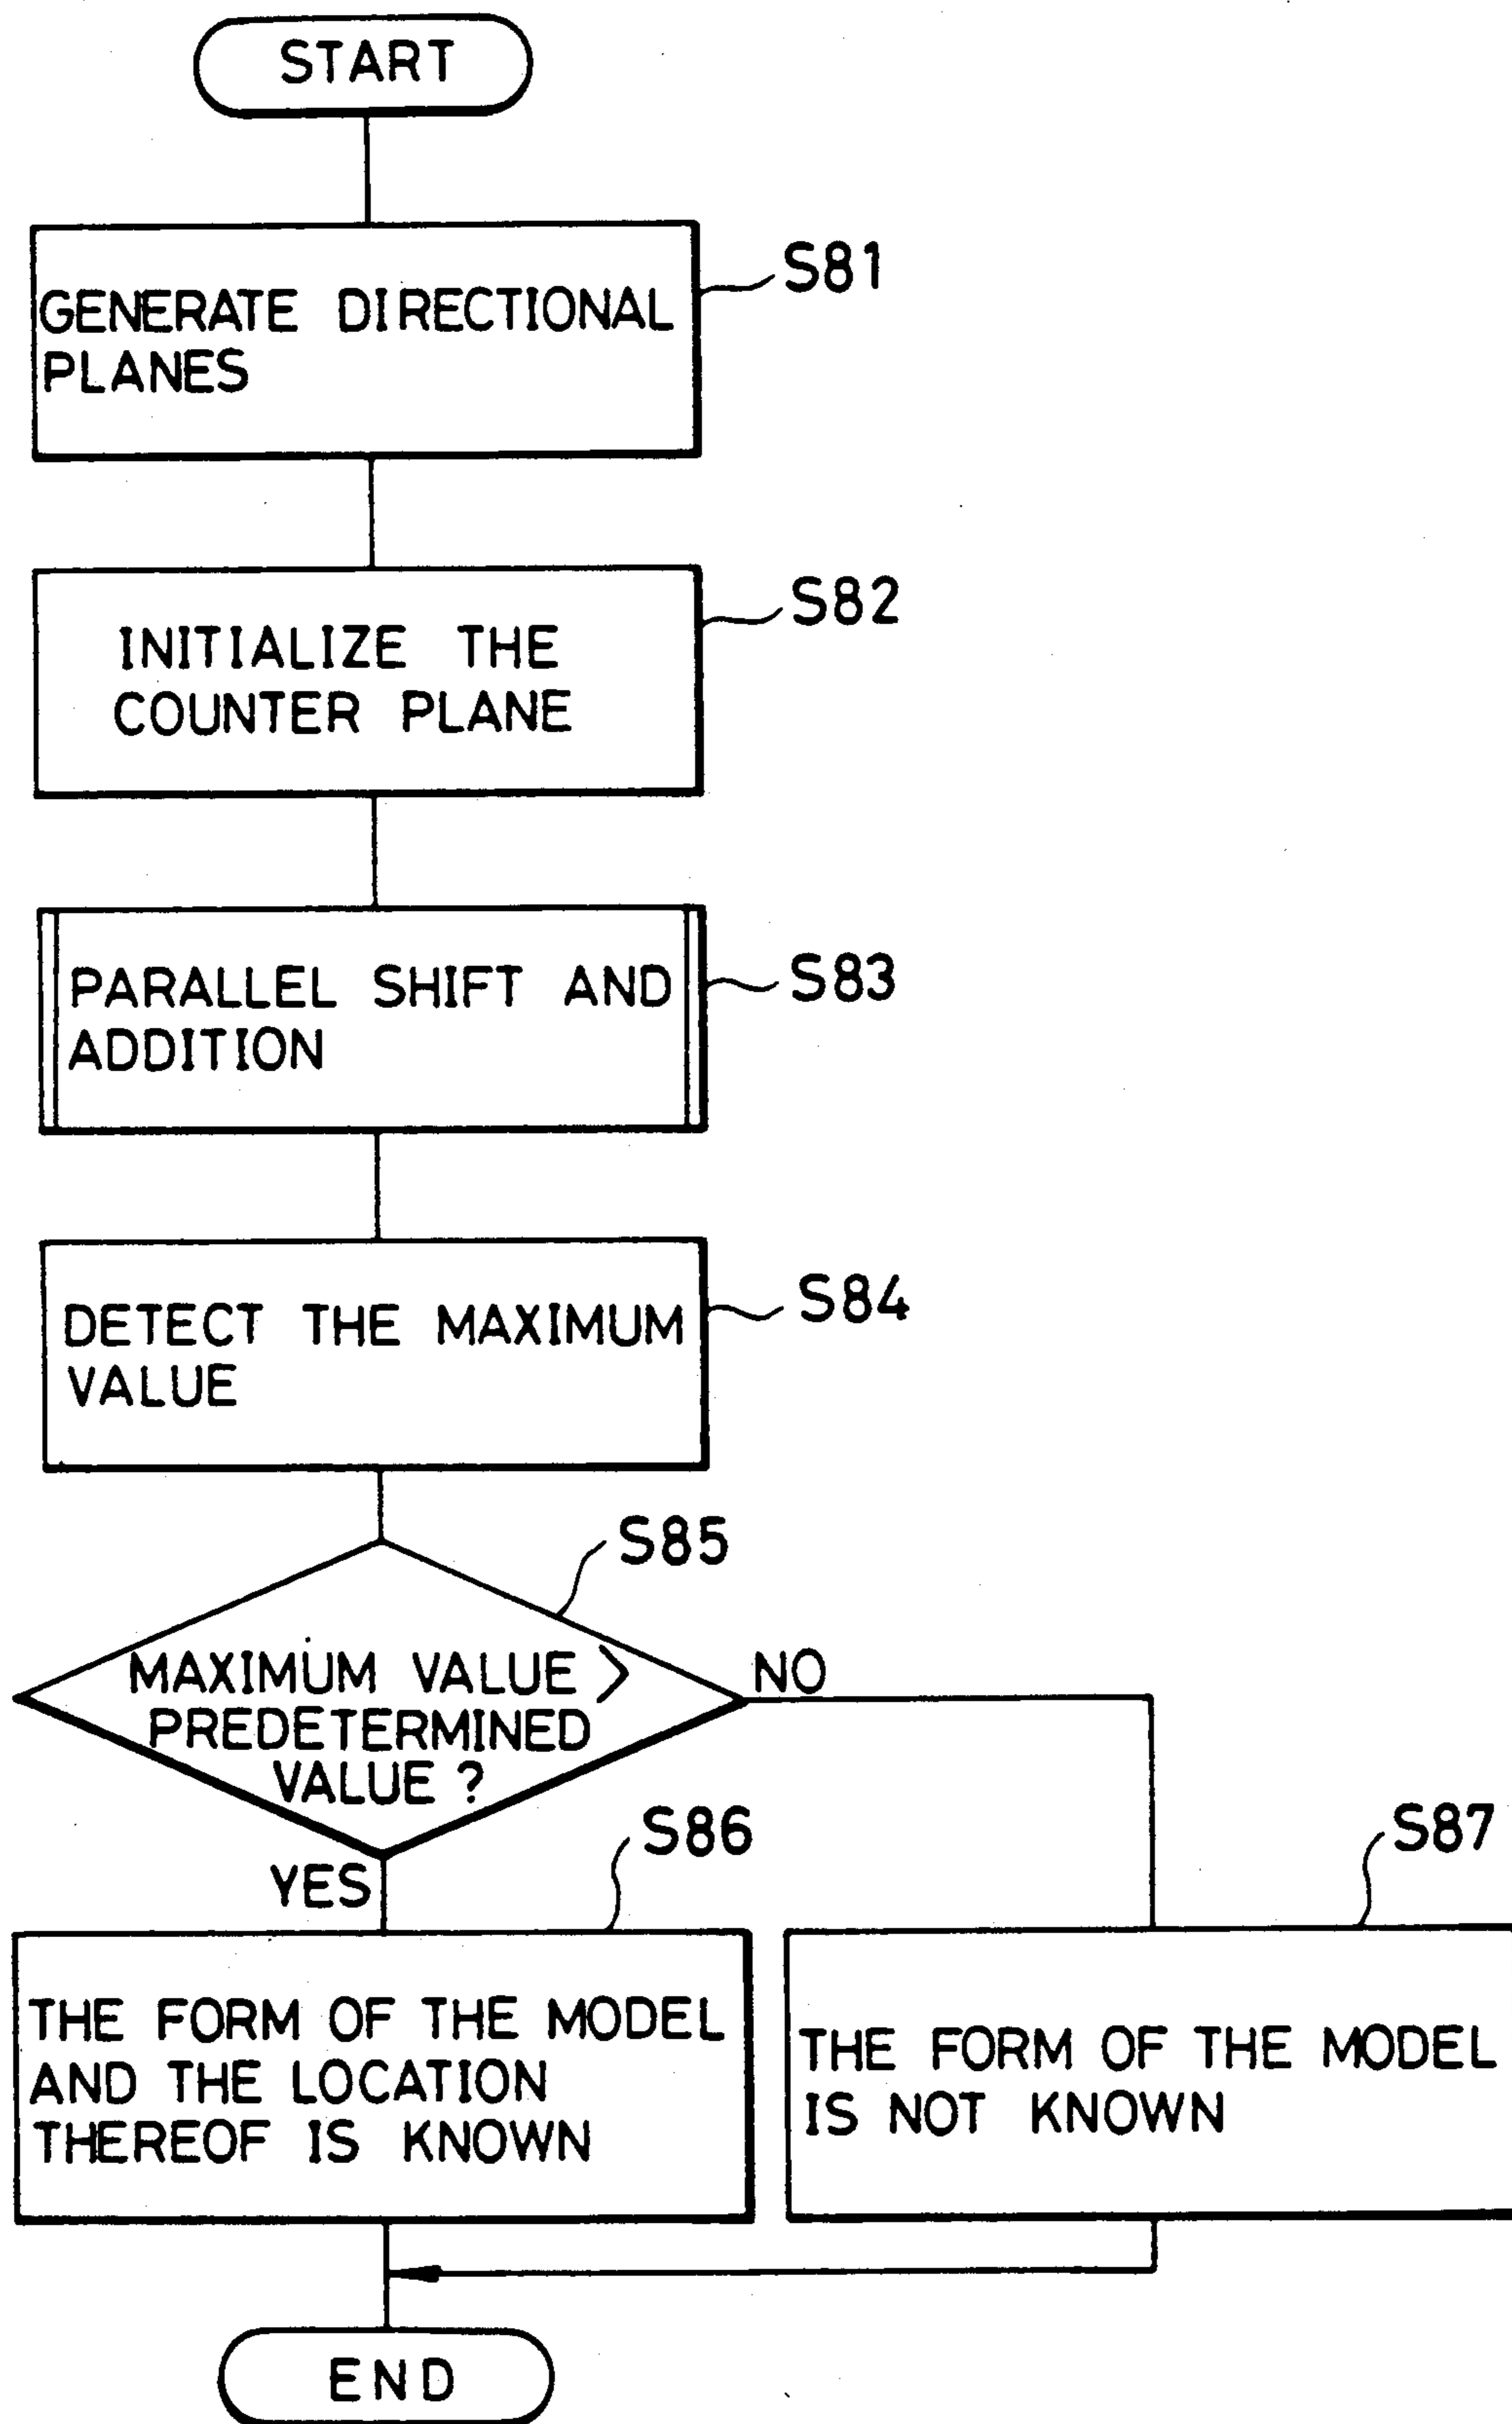 START
GENERATE DIRECTIONAL
PLANES
S81
INITIALIZE THE
COUNTER PLANE
S82
PARALLEL SHIFT AND
ADDITION
S83
DETECT THE MAXIMUM
VALUE
S84
S85
MAXIMUM VALUE >
PREDETERMINED
VALUE ?
NO
YES
S86
THE FORM OF THE MODEL
AND THE LOCATION
THEREOF IS KNOWN
S87
THE FORM OF THE MODEL
IS NOT KNOWN
END